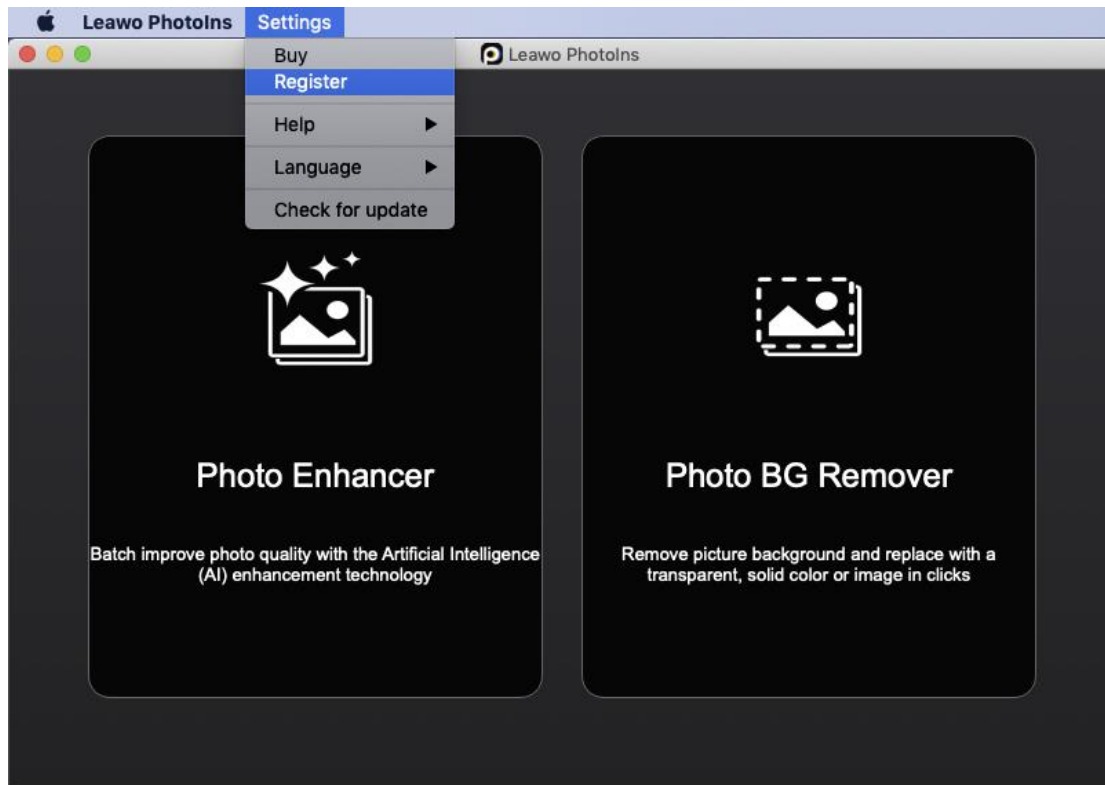 Leawo PhotoIns Settings
Leawo PhotoIns
Buy
Register
Help
Language
Check for update
Photo Enhancer
Batch improve photo quality with the Artificial Intelligence
(AI) enhancement technology
Photo BG Remover
Remove picture background and replace with a
transparent, solid color or image in clicks